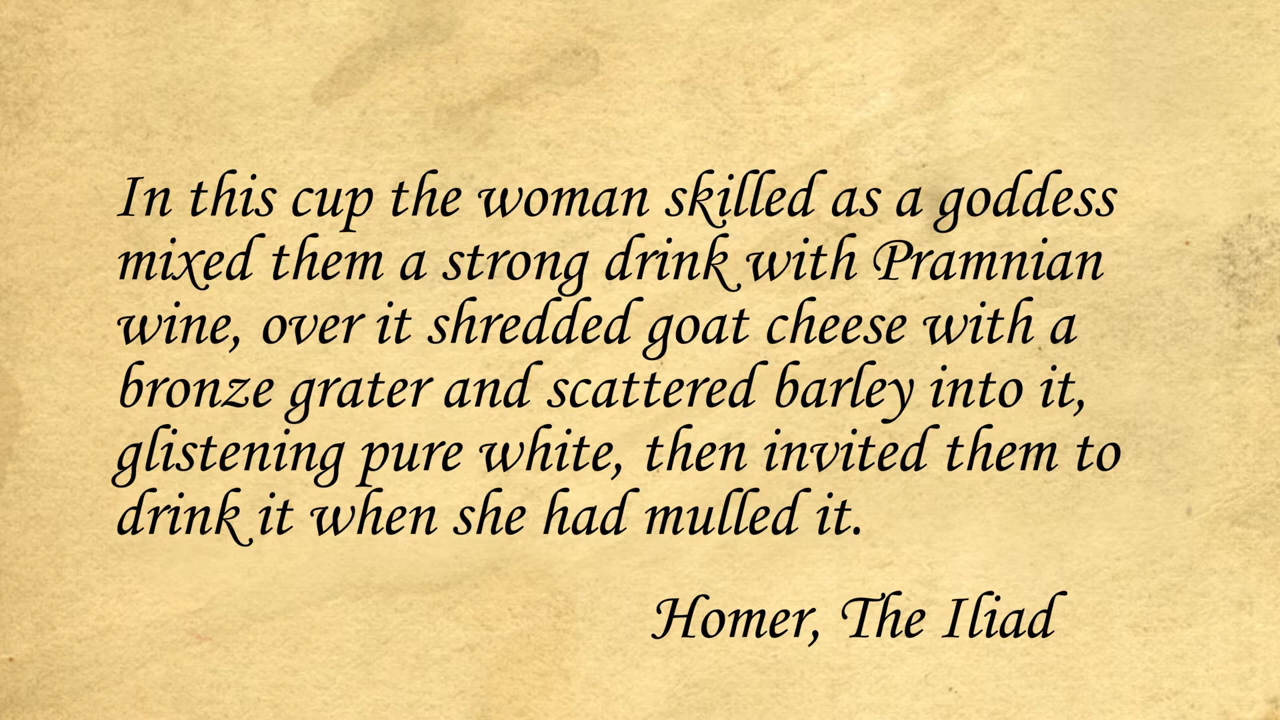 In this cup the woman skilled as a goddess
mixed them a strong drink with Pramnian
wine, over it shredded goat cheese with a
bronze grater and scattered barley into it,
glistening pure white, then invited them to
drink it when she had mulled it.
Homer, The Iliad